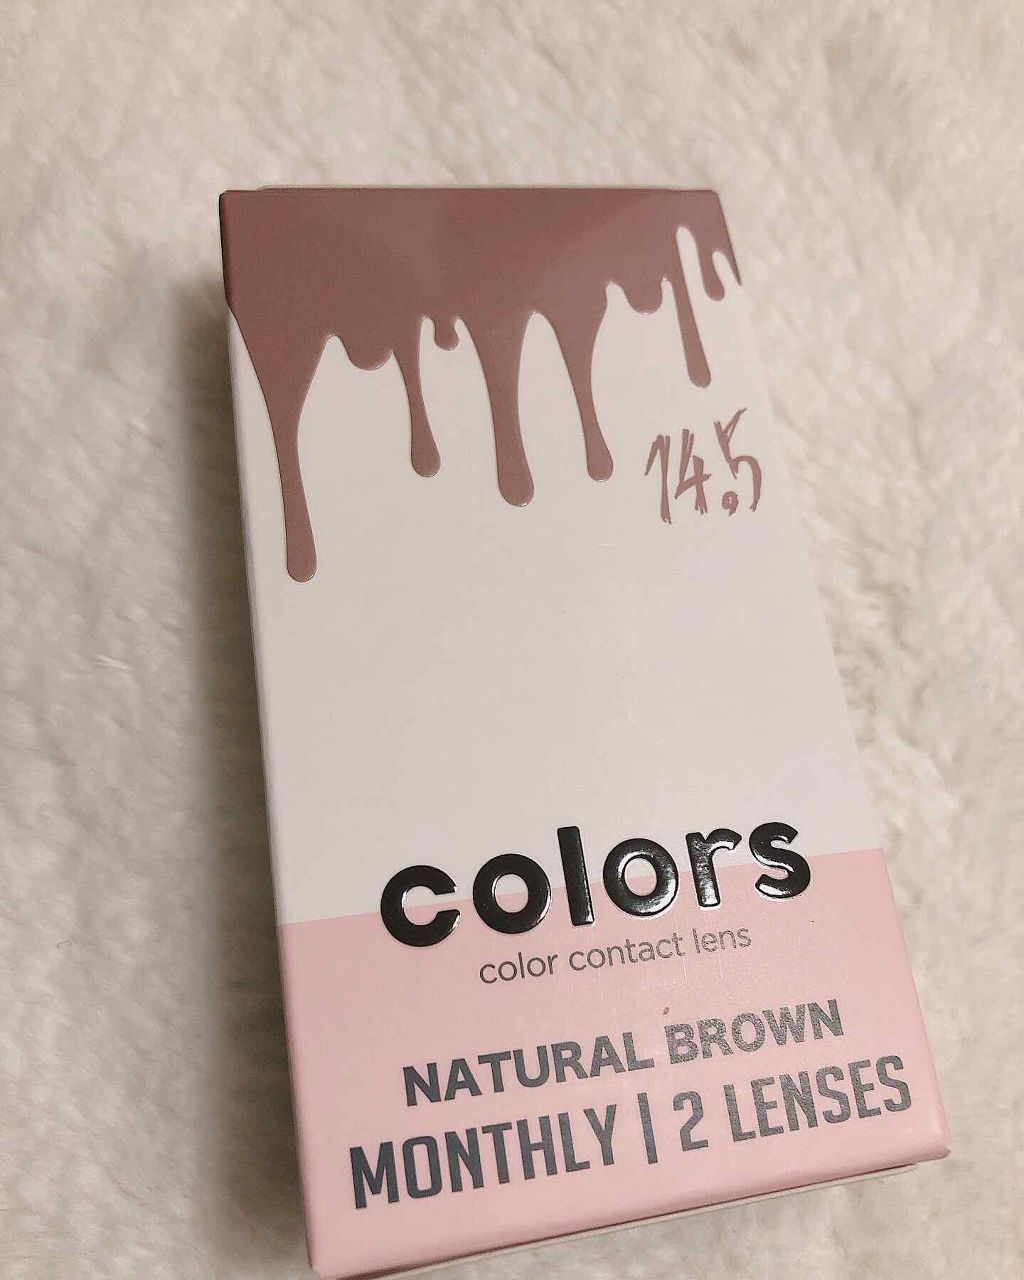 14.5
colors
color contact lens
NATURAL BROWN
MONTHLY | 2 LENSES